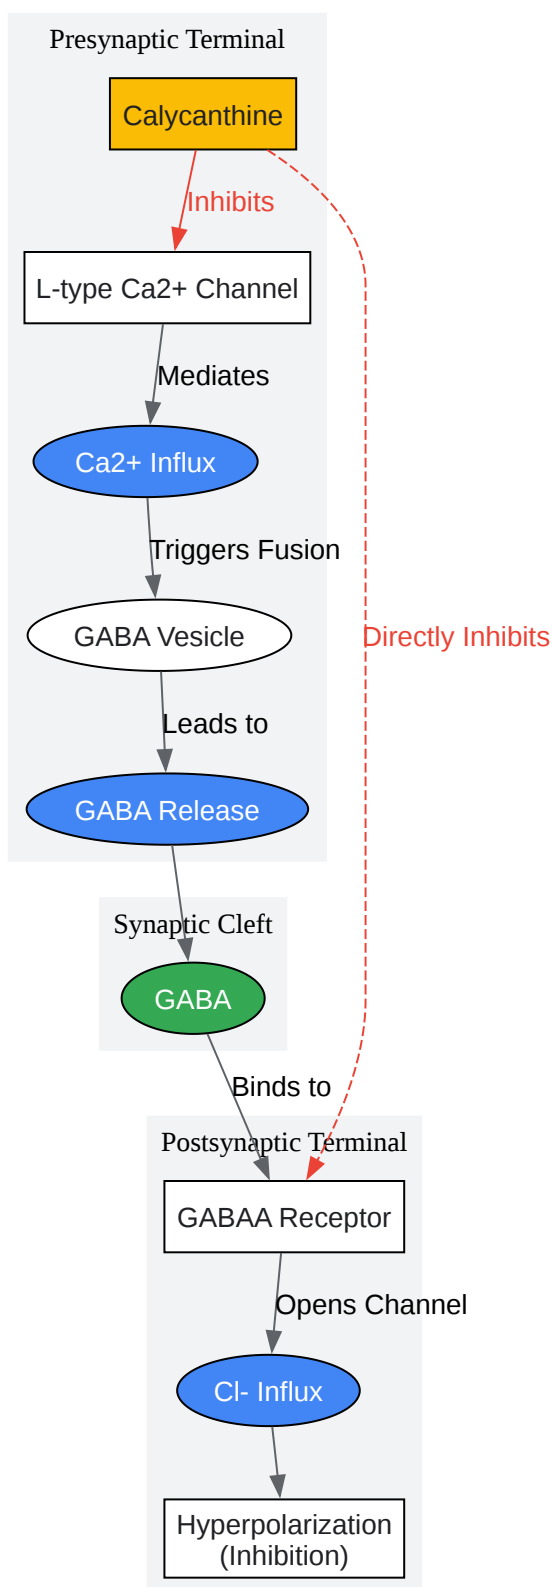 Presynaptic Terminal
Calycanthine
Inhibits
L-type Ca2+ Channel
Mediates
Ca2+ Influx
Triggers Fusion
GABA Vesicle
Directly Inhibits
Leads to
GABA Release
Synaptic Cleft
GABA
Binds to
Postsynaptic Terminal
GABAA Receptor
Opens Channel
Cl- Influx
Hyperpolarization
(Inhibition)